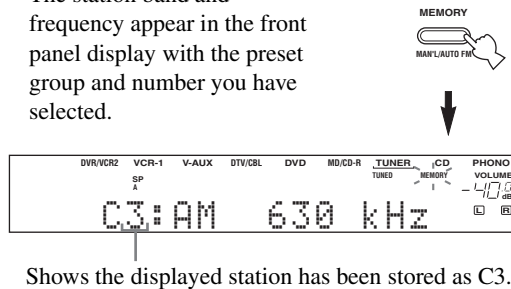 The station band and
frequency appear in the front
panel display with the preset
group and number you have
selected.
MEMORY
MAN'L/AUTO FM
DVR/VCR2 VCR-1 V-AUX DTV/CBL DVD MD/CD-R TUNER CD PHONO
SP TUNED MEMORY VOLUME
A
-40.0 dB
C3:AM 630 kHz L R
Shows the displayed station has been stored as C3.